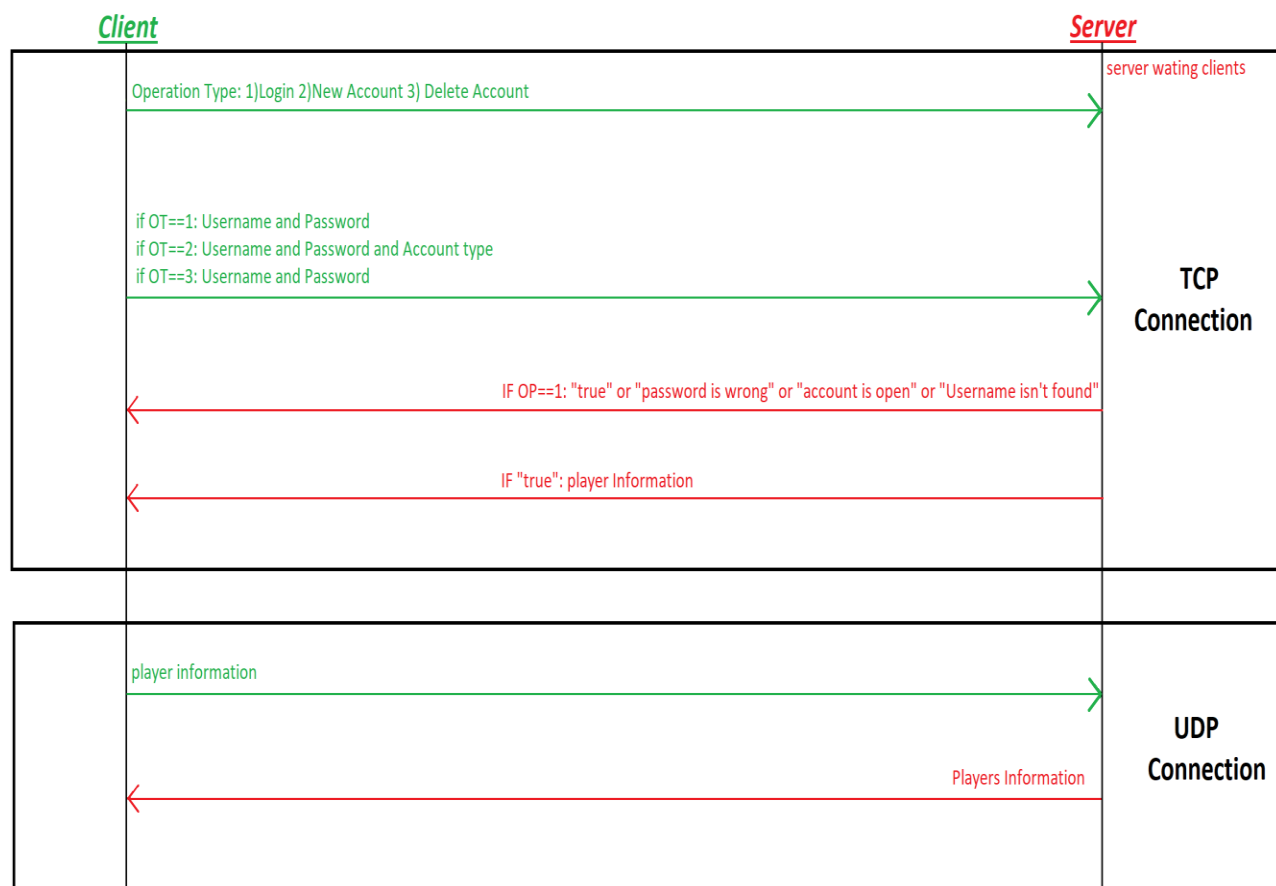 Client
Server
server wating clients
Operation Type: 1)Login 2)New Account 3) Delete Account
if OT==1: Username and Password
if OT==2: Username and Password and Account type
if OT==3: Username and Password
TCP
Connection
IF OP==1: "true" or "password is wrong" or "account is open" or "Username isn't found"
IF "true": player Information
player information
UDP
Connection
Players Information